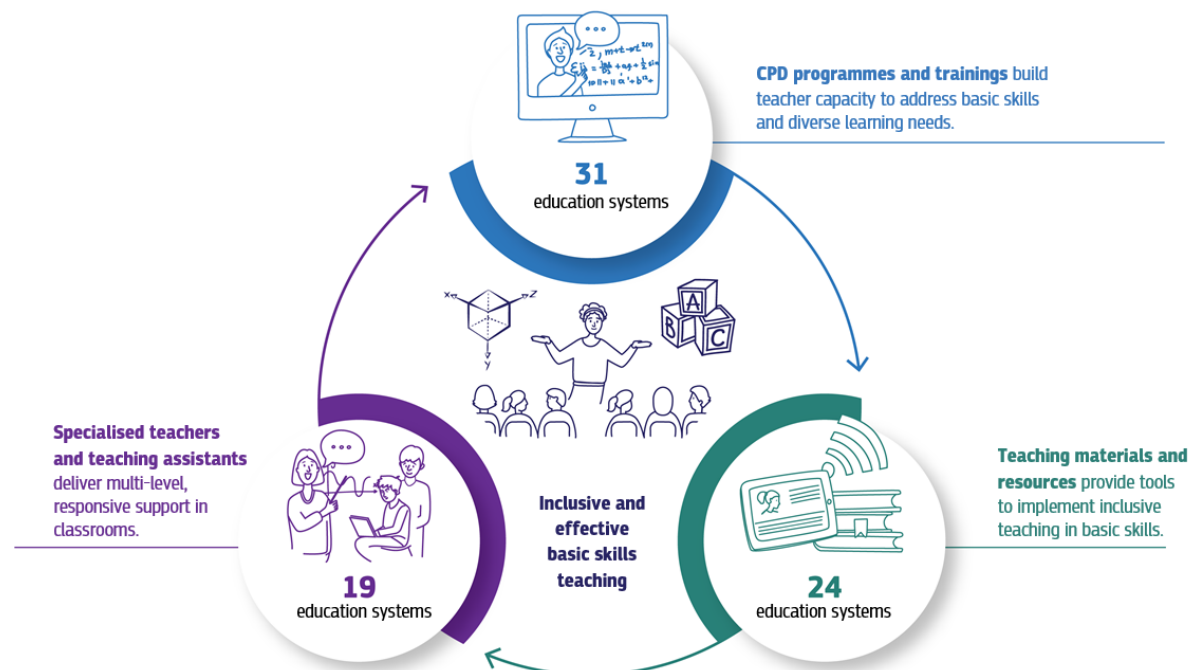 CPD programmes and trainings build
teacher capacity to address basic skills
and diverse learning needs.
31
education systems
X
Z
Y
A
B
C
Specialised teachers
and teaching assistants
deliver multi-level,
responsive support in
classrooms.
19
education systems
Inclusive and
effective
basic skills
teaching
Teaching materials and
resources provide tools
to implement inclusive
teaching in basic skills.
24
education systems